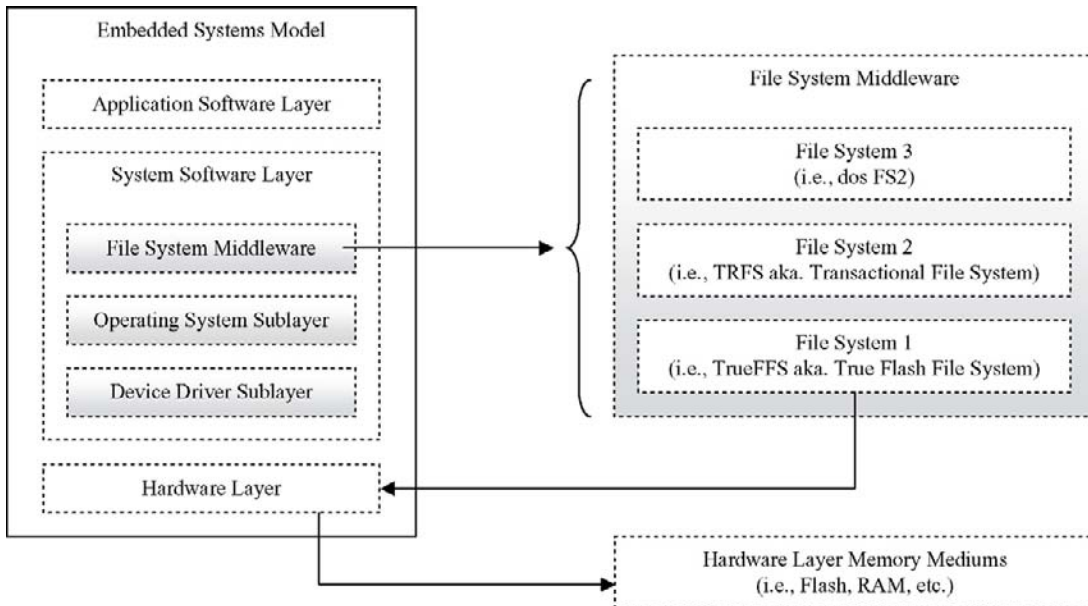 Embedded Systems Model
Application Software Layer
System Software Layer
File System Middleware
Operating System Sublayer
Device Driver Sublayer
Hardware Layer
File System Middleware
File System 3
(i.e., dos FS2)
File System 2
(i.e., TRFS aka. Transactional File System)
File System 1
(i.e., TrueFFS aka. True Flash File System)
Hardware Layer Memory Mediums
(i.e., Flash, RAM, etc.)